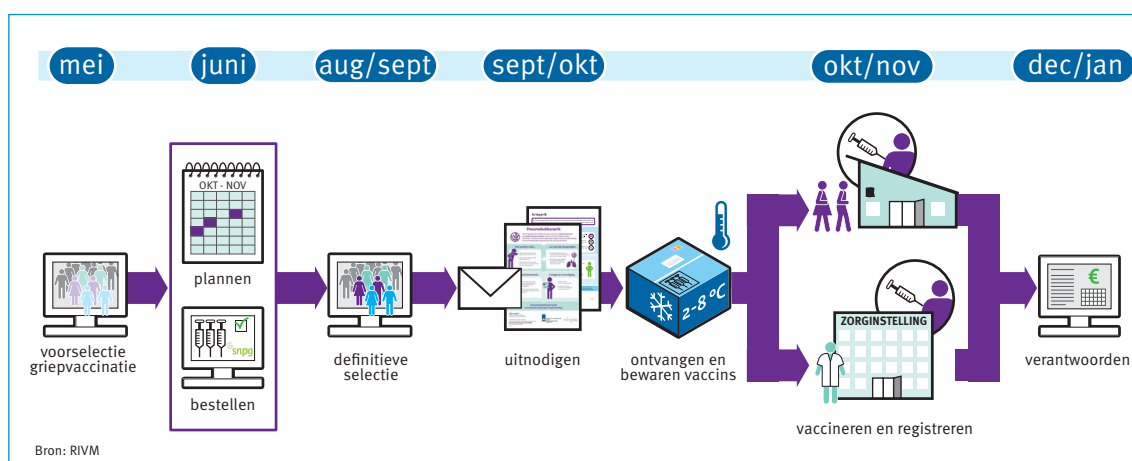 mei
juni
aug/sept
sept/okt
okt/nov
dec/jan
OKT - NOV
plannen
snpg
bestellen
voorselectie
griepvaccinatie
definitieve
selectie
uitnodigen
2-8 °C
ontvangen en
bewaren vaccins
ZORGINSTELLING
vaccineren en registreren
€
verantwoorden
Bron: RIVM